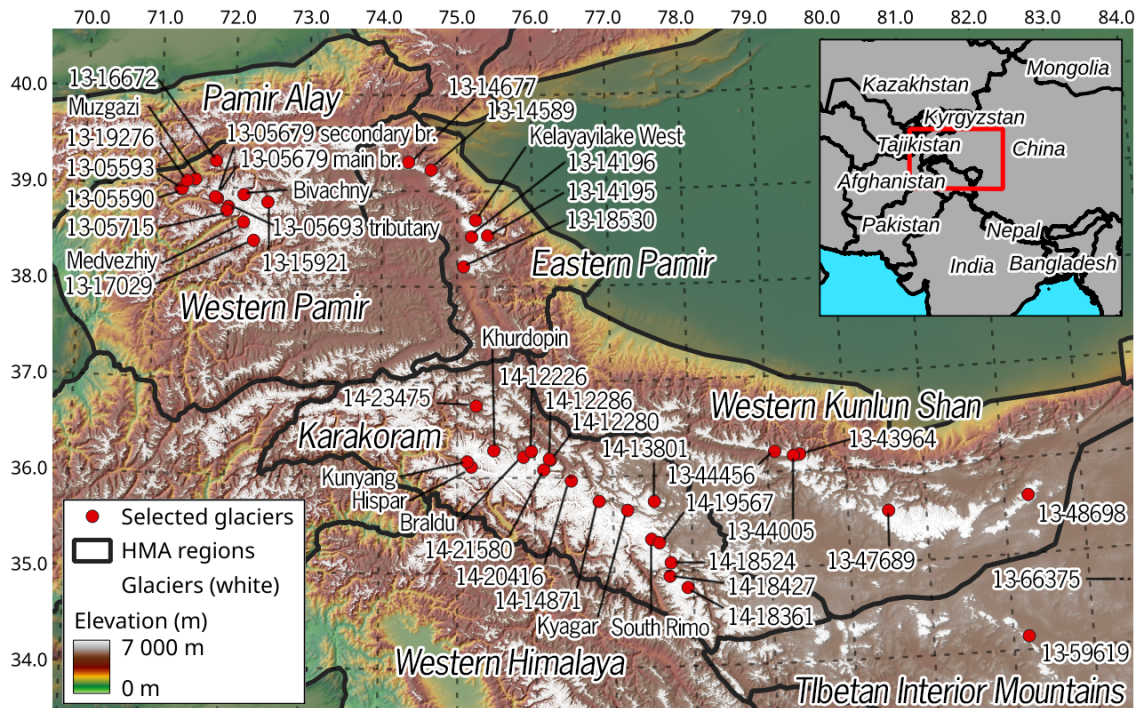 70.0 71.0 72.0 73.0 74.0 75.0 76.0 77.0 78.0 79.0 80.0 81.0 82.0 83.0 84.0
40.0
39.0
38.0
37.0
36.0
35.0
34.0
13-16672
Muzgazi
13-19276
13-05593
13-05590
13-05715
Medvezhiy
13-17029
Pamir Alay
13-05679 secondary br.
13-05679 main br.
Bivachny
13-05693 tributary
13-15921
Western Pamir
13-14677
13-14589
Kelayayilake West
13-14196
13-14195
13-18530
Eastern Pamir
Kazakhstan
Mongolia
Kyrgyzstan
Tajikistan
China
Afghanistan
Pakistan
Nepal
India
Bangladesh
Khurdopin
14-12226
14-12286
14-12280
14-13801
14-23475
Karakoram
Kunyang
Hispar
Braldu
14-21580
14-20416
14-14871
Kyagar
South Rimo
Western Kunlun Shan
13-43964
13-44456
13-44005
14-19567
14-18524
14-18427
14-18361
13-47689
13-48698
13-66375
13-59619
Western Himalaya
TIbetan Interior Mountains
Selected glaciers
HMA regions
Glaciers (white)
Elevation (m)
7 000 m
0 m